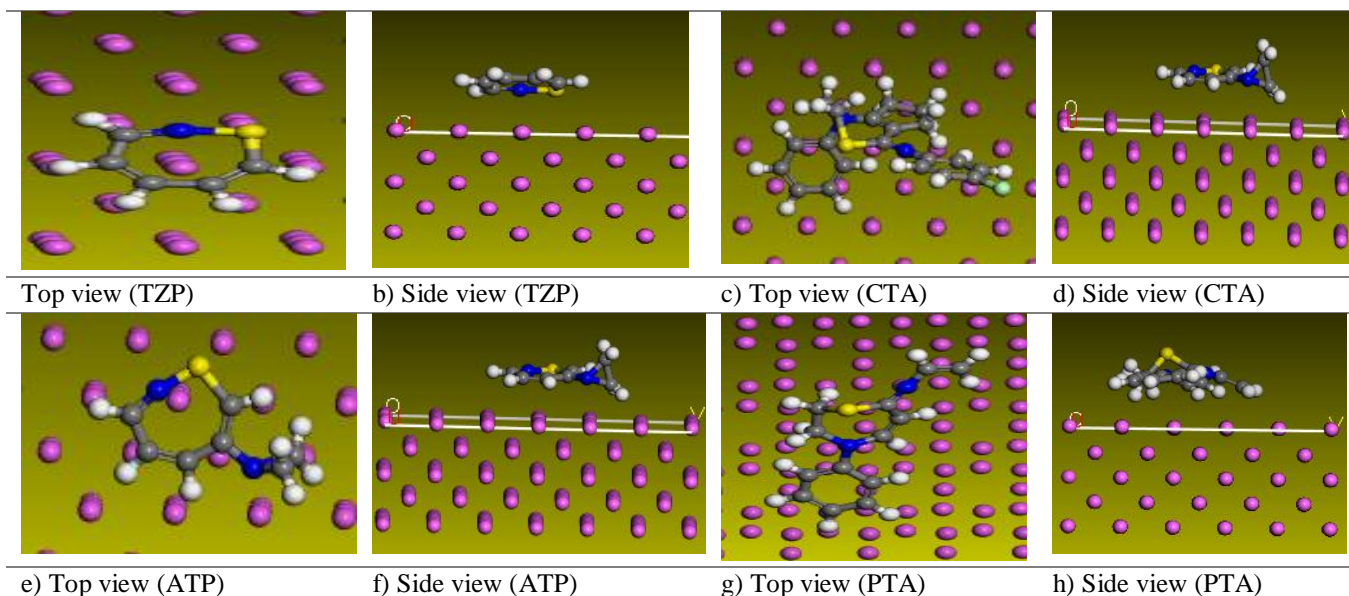 Top view (TZP) b) Side view (TZP) c) Top view (CTA) d) Side view (CTA)
e) Top view (ATP) f) Side view (ATP) g) Top view (PTA) h) Side view (PTA)